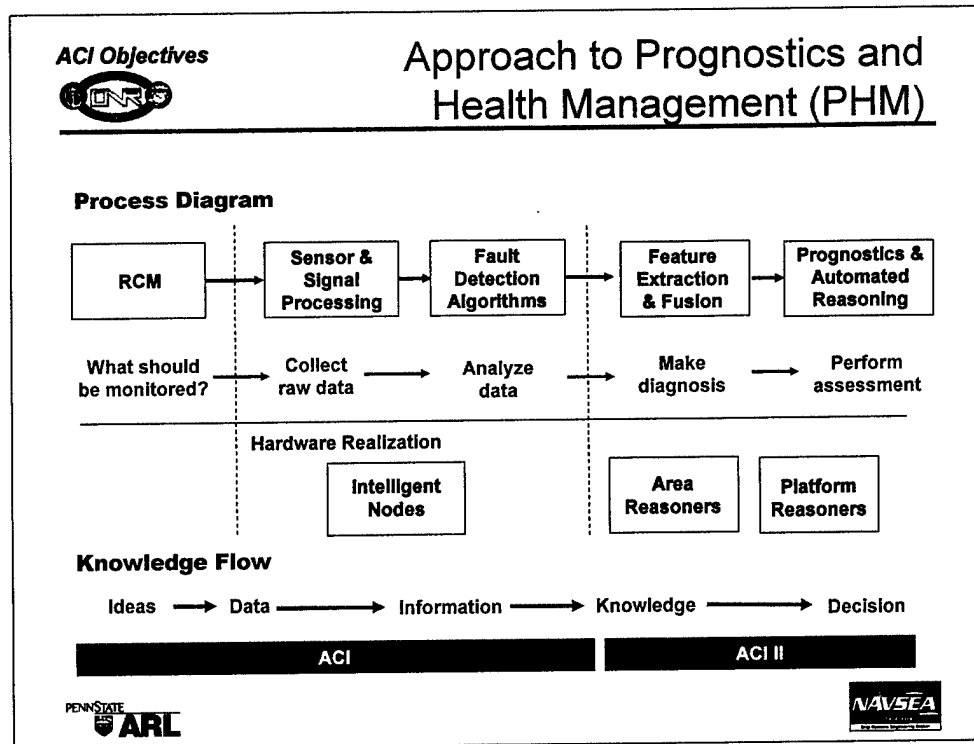 ACI Objectives
ONR
Approach to Prognostics and
Health Management (PHM)
Process Diagram
RCM
Sensor &
Signal
Processing
Fault
Detection
Algorithms
Feature
Extraction
& Fusion
Prognostics &
Automated
Reasoning
What should
be monitored?
Collect
raw data
Analyze
data
Make
diagnosis
Perform
assessment
Hardware Realization
Intelligent
Nodes
Area
Reasoners
Platform
Reasoners
Knowledge Flow
Ideas
Data
Information
Knowledge
Decision
ACI
ACI II
PENNSTATE
ARL
NAVSEA